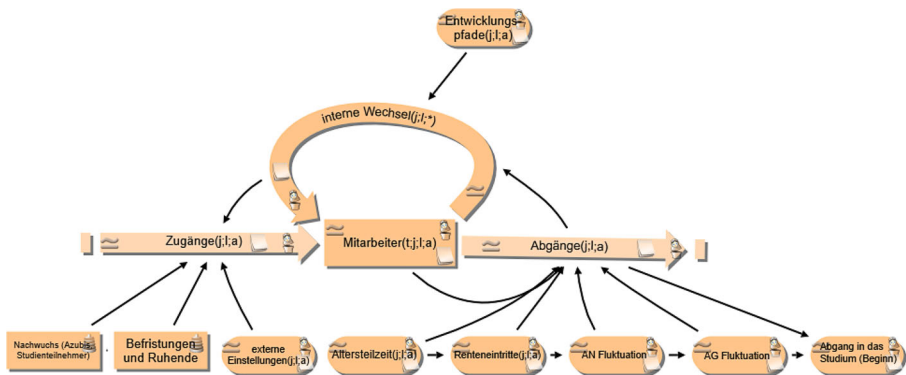 Entwicklungs-
pfade(j;l;a)
interne Wechsel(j;l;*)
Zugänge(j;l;a)
Mitarbeiter(t;j;l;a)
Abgänge(j;l;a)
Nachwuchs (Azubis,
Studienteilnehmer)
Befristungen
und Ruhende
externe
Einstellungen(j;l;a)
Altersteilzeit(j;l;a)
Renteneintritte(j;l;a)
AN Fluktuation
AG Fluktuation
Abgang in das
Studium (Beginn)